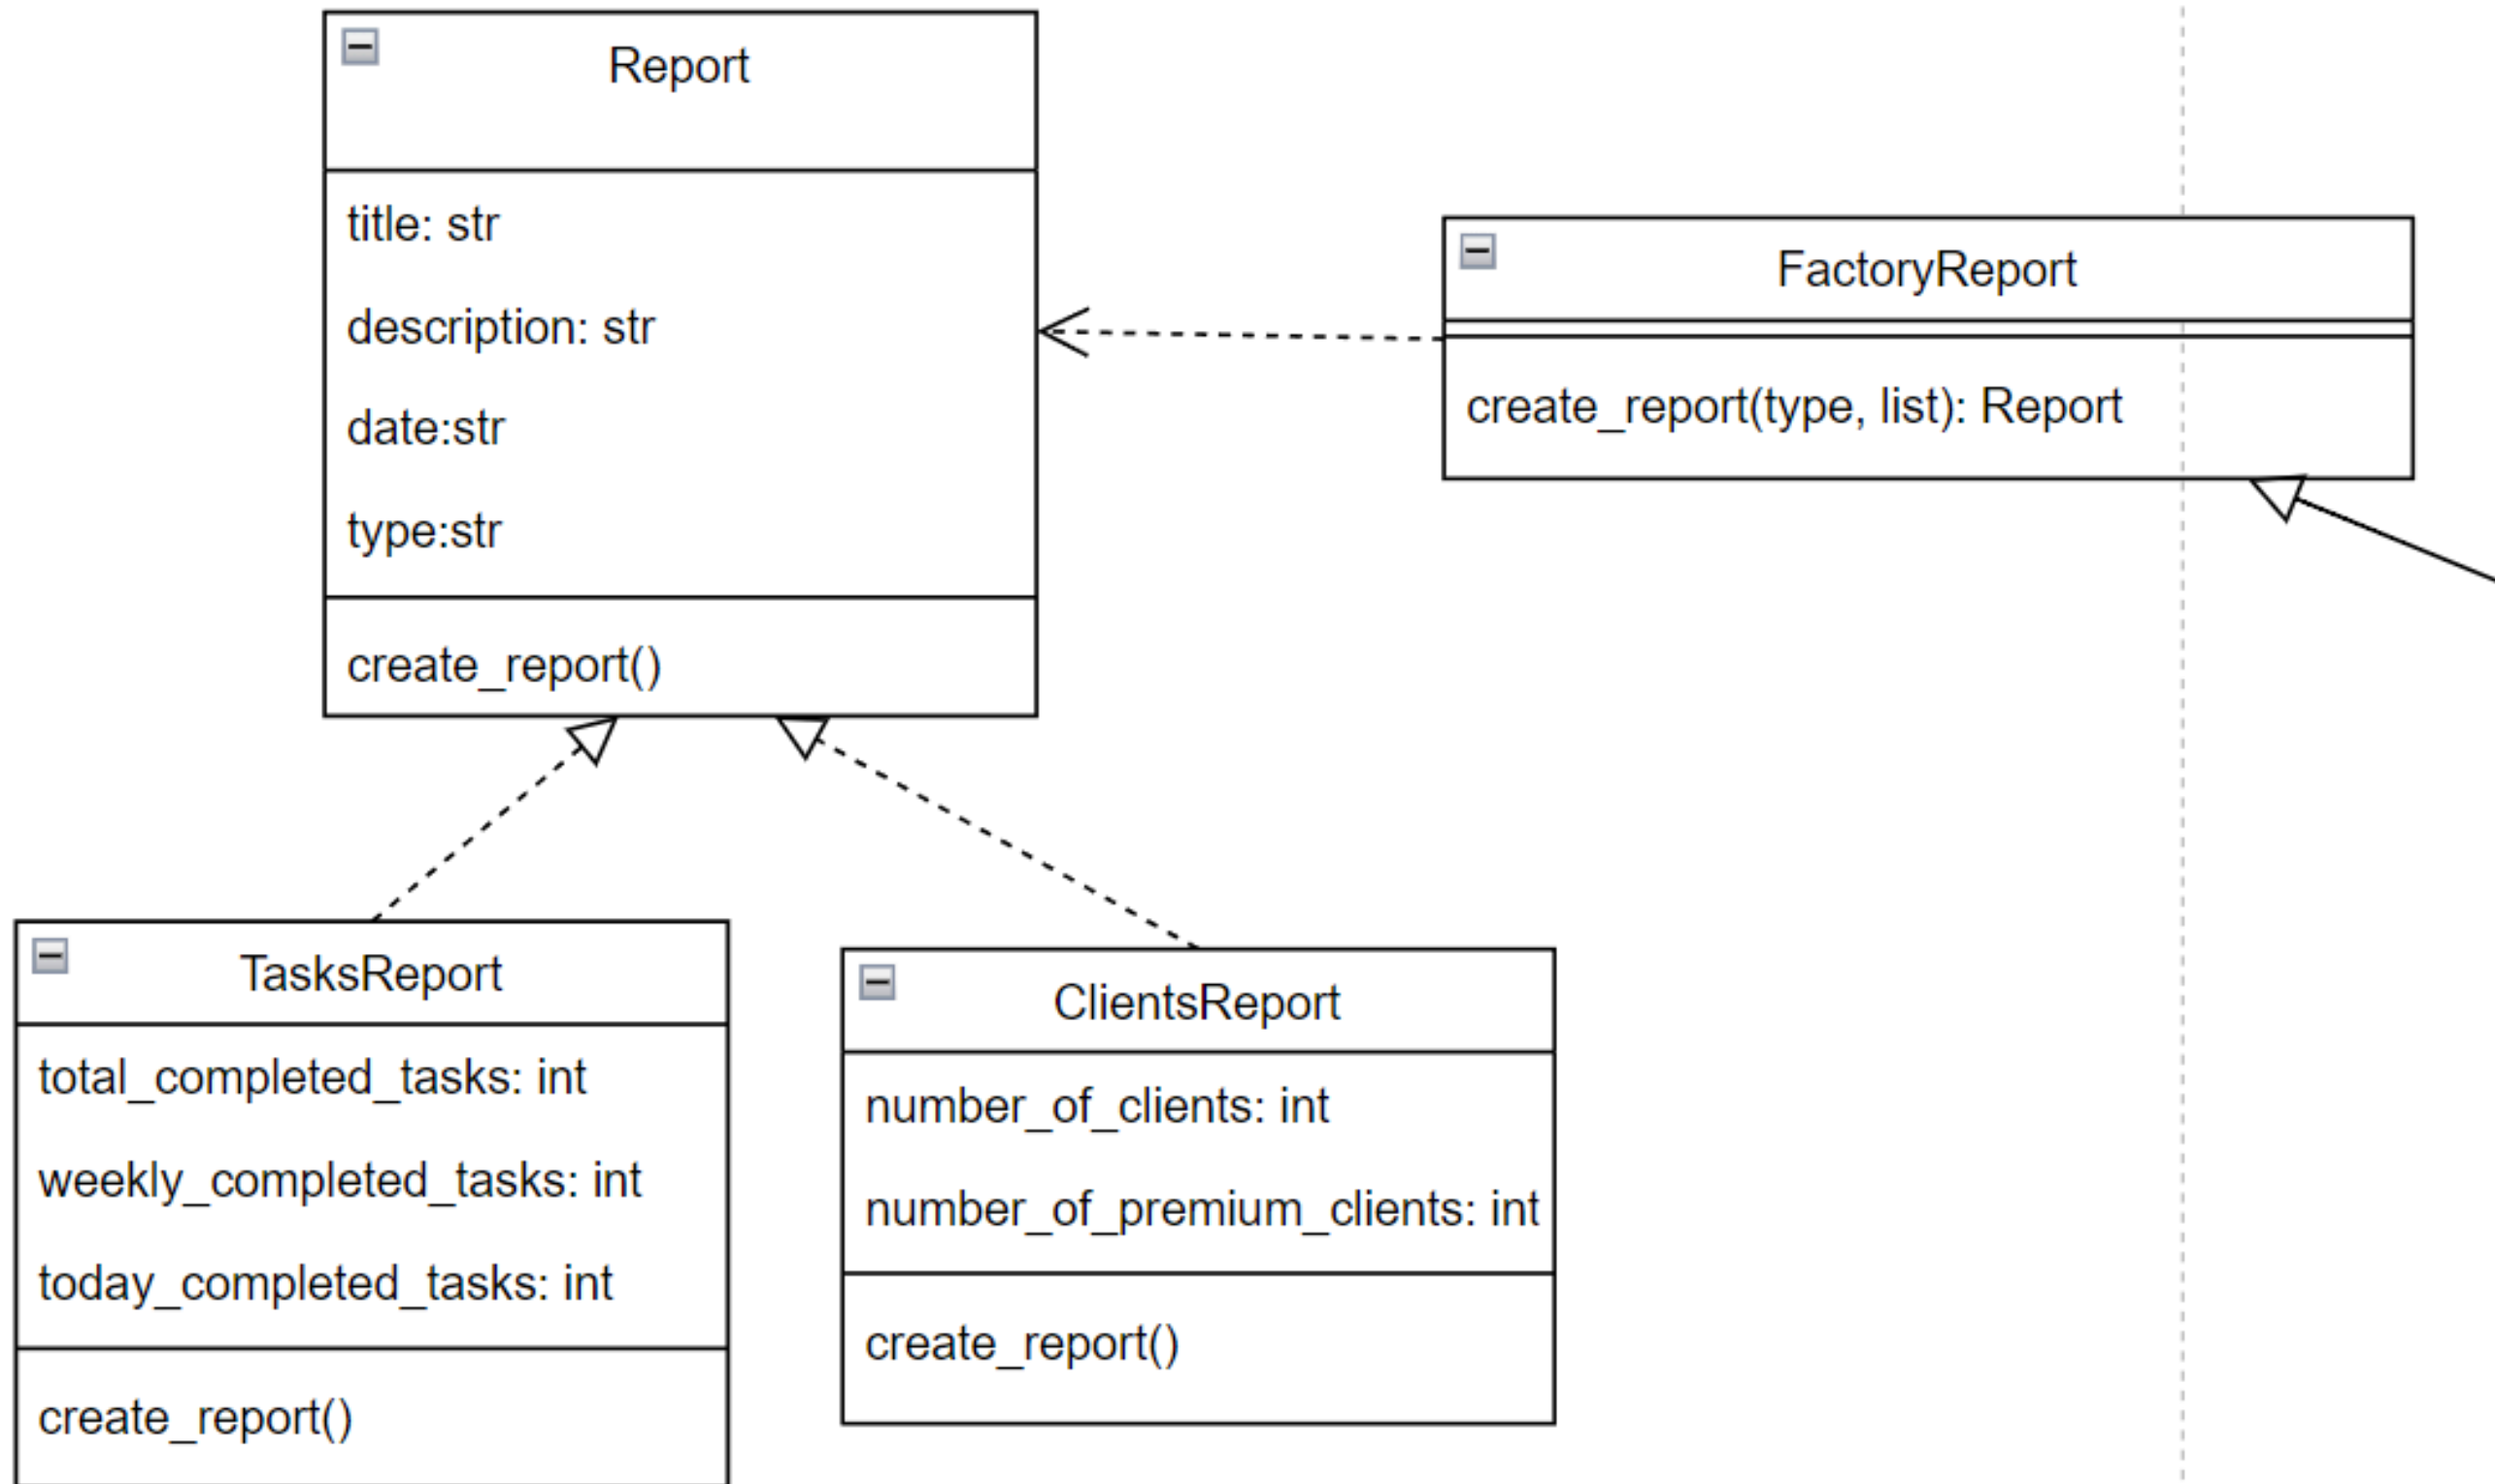 Report
title: str
description: str
date:str
type:str
create_report()
FactoryReport
create_report(type, list): Report
TasksReport
total_completed_tasks: int
weekly_completed_tasks: int
today_completed_tasks: int
create_report()
ClientsReport
number_of_clients: int
number_of_premium_clients: int
create_report()